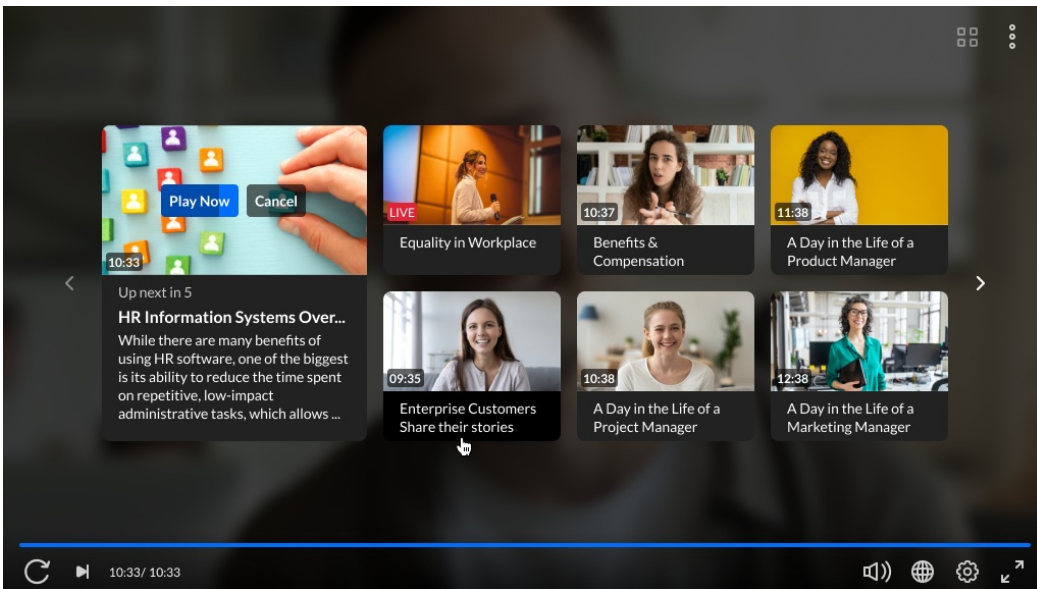 Play Now
Cancel
10:33
Up next in 5
HR Information Systems Over...
While there are many benefits of
using HR software, one of the biggest
is its ability to reduce the time spent
on repetitive, low-impact
administrative tasks, which allows ...
LIVE
Equality in Workplace
10:37
Benefits &
Compensation
11:38
A Day in the Life of a
Product Manager
09:35
Enterprise Customers
Share their stories
10:38
A Day in the Life of a
Project Manager
12:38
A Day in the Life of a
Marketing Manager
10:33/ 10:33